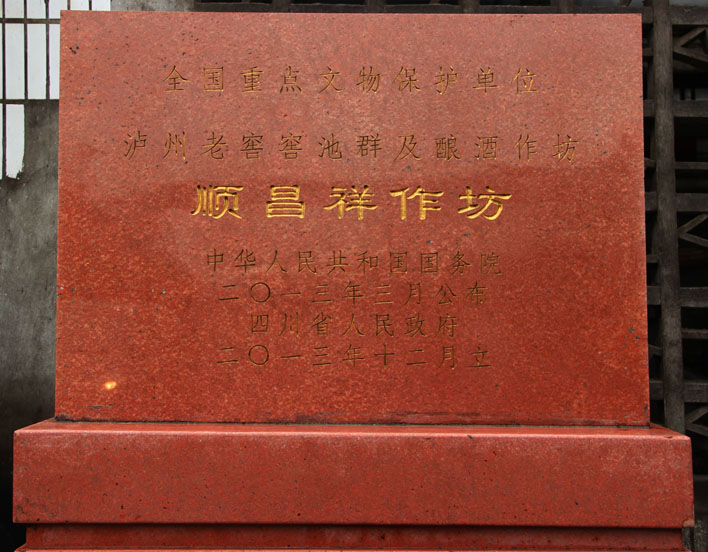 全国重点文物保护单位
泸州老窖窖池群及酿酒作坊
顺昌祥作坊
中华人民共和国国务院
二〇一三年三月公布
四川省人民政府
二〇一三年十二月立